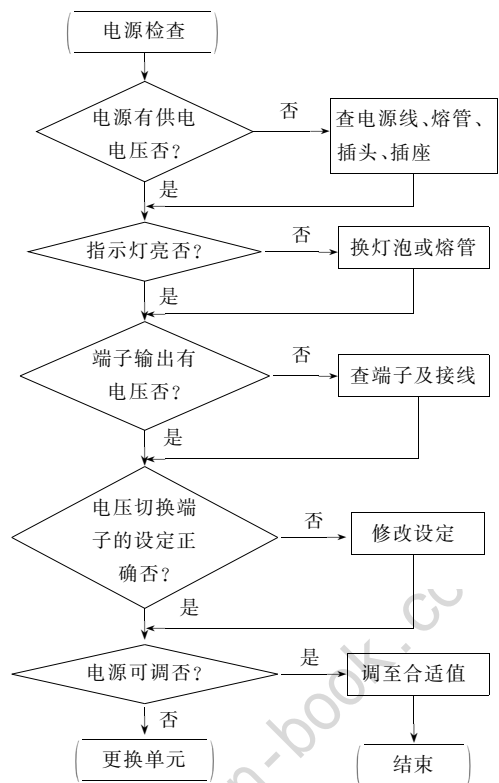 电源检查
电源有供电
电压否?
否
查电源线、熔管、
插头、插座
是
指示灯亮否?
否
换灯泡或熔管
是
端子输出有
电压否?
否
查端子及接线
是
电压切换端
子的设定正
确否?
否
修改设定
是
电源可调否?
是
调至合适值
否
更换单元
结束